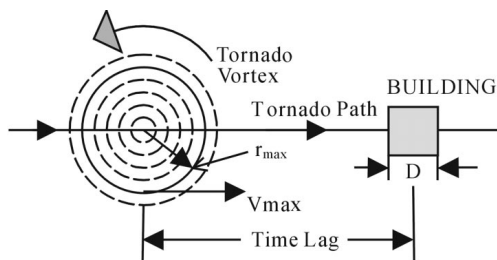 Tornado
Vortex
BUILDING
Tornado Path
rmax
D
Vmax
Time Lag